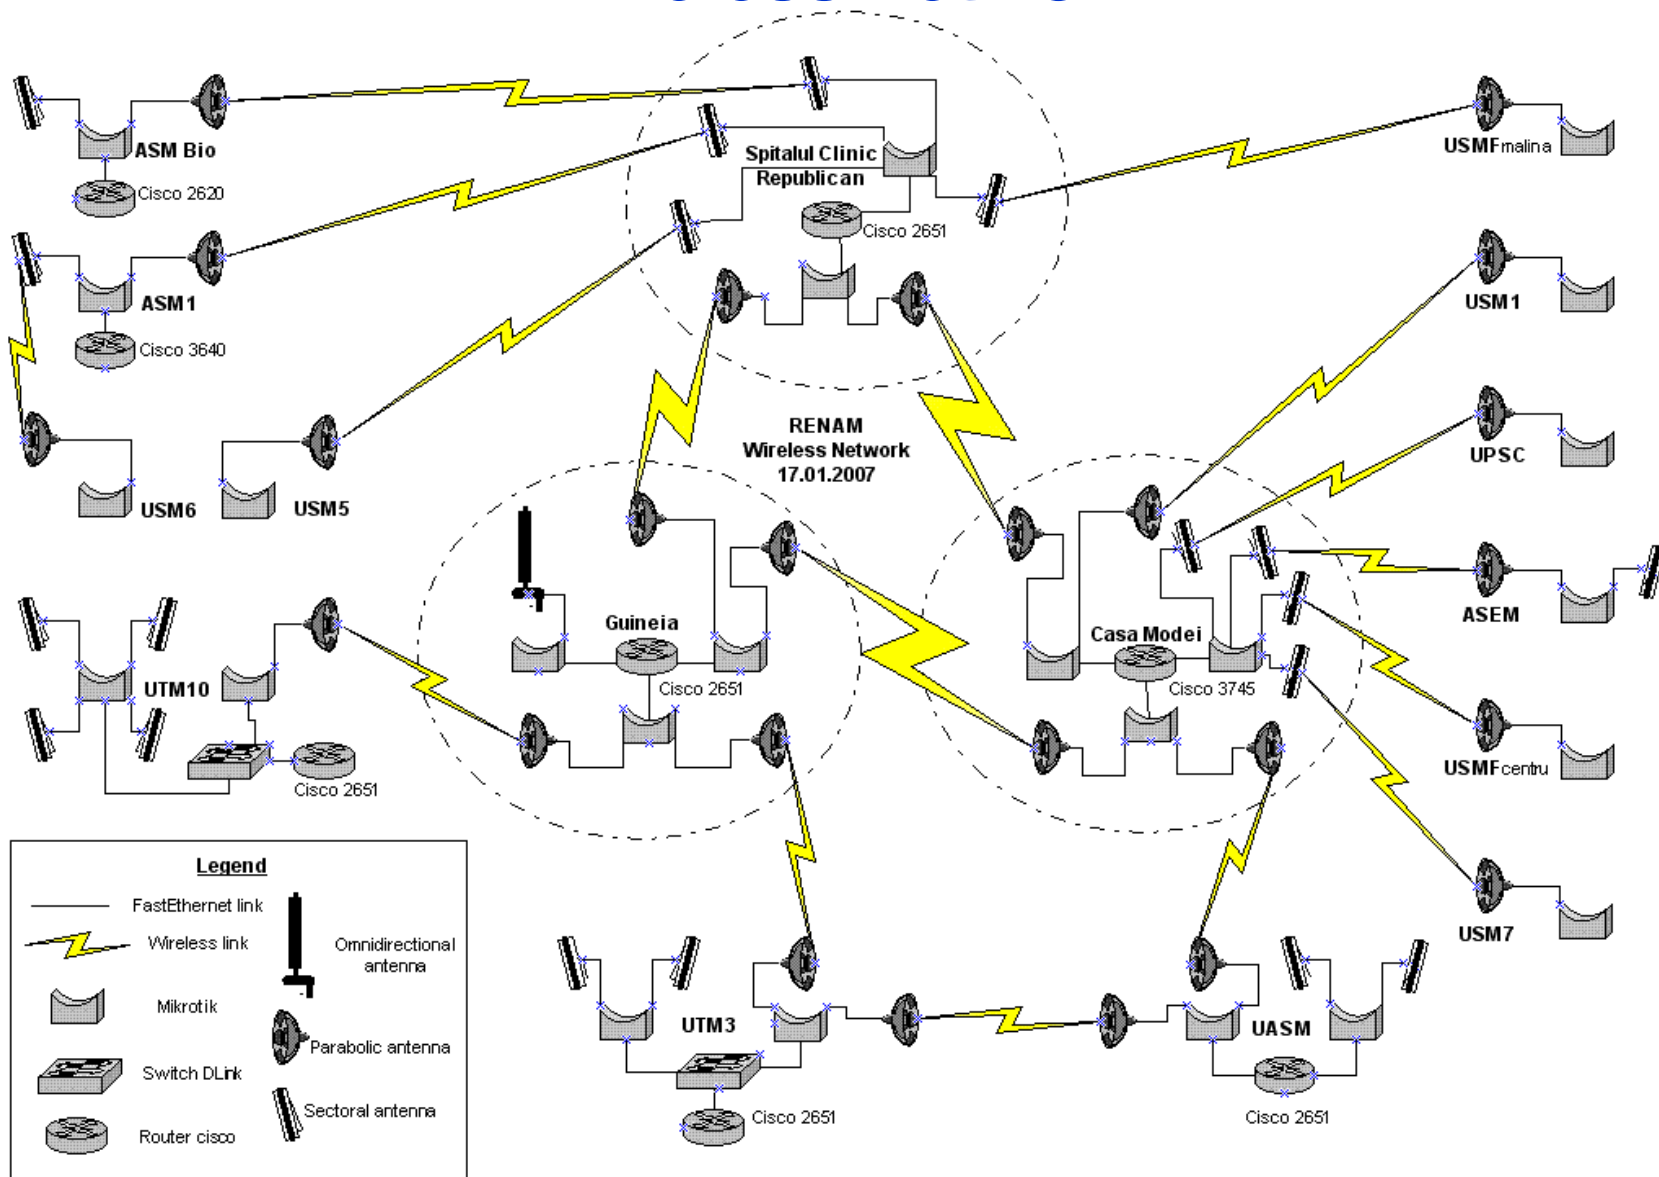 ASM Bio
Cisco 2620
Spitalul Clinic
Republican
Cisco 2651
USMFmalina
ASM1
Cisco 3640
USM1
RENAM
Wireless Network
17.01.2007
UPSC
USM6
USM5
Guineia
Cisco 2651
Casa Modei
Cisco 3745
ASEM
UTM10
Cisco 2651
USMFcentru
USM7
Legend
FastEthernet link
Wireless link
Mikrotik
Switch DLink
Router cisco
Omnidirectional
antenna
Parabolic antenna
Sectoral antenna
UTM3
Cisco 2651
UASM
Cisco 2651